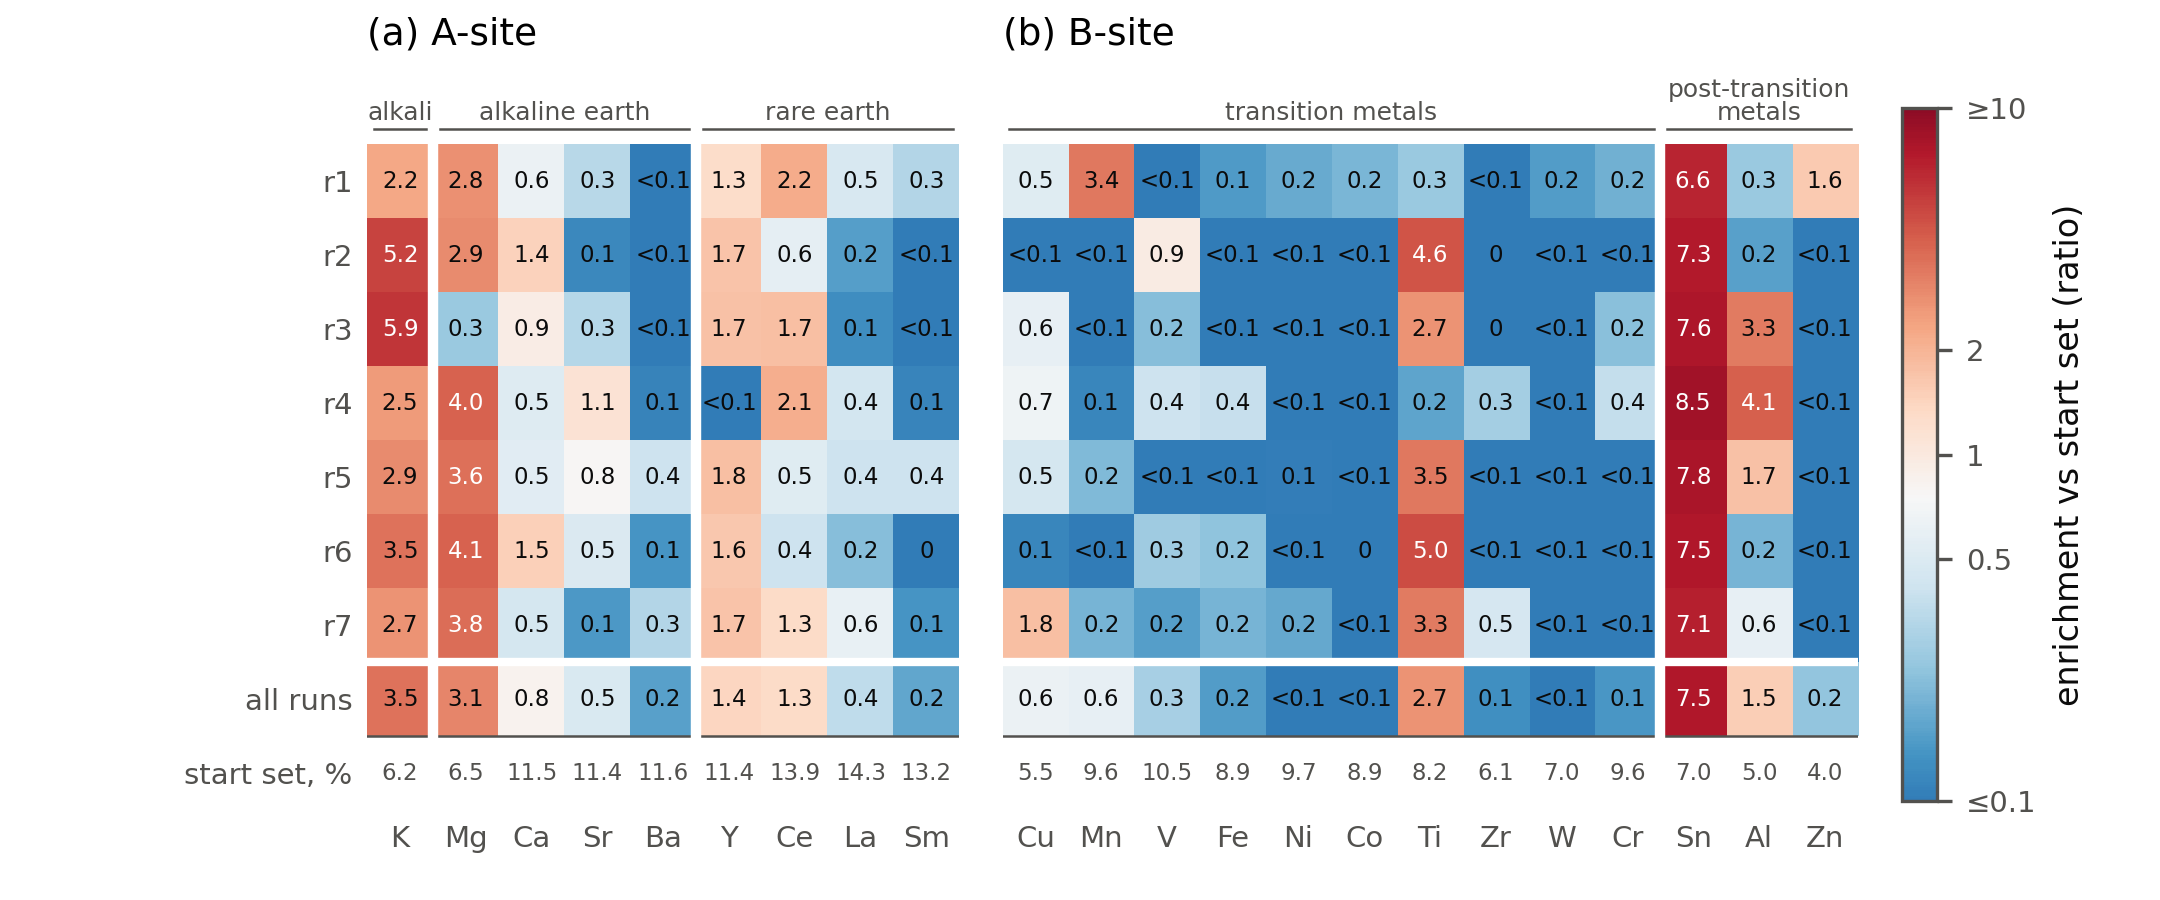 (a) A-site
(b) B-site
alkali alkaline earth rare earth transition metals post-transition
metals
r1 2.2 2.8 0.6 0.3 <0.1 1.3 2.2 0.5 0.3 0.5 3.4 <0.1 0.1 0.2 0.2 0.3 <0.1 0.2 0.2 6.6 0.3 1.6
r2 5.2 2.9 1.4 0.1 <0.1 1.7 0.6 0.2 <0.1 <0.1 <0.1 0.9 <0.1 <0.1 <0.1 4.6 0 <0.1 <0.1 7.3 0.2 <0.1
r3 5.9 0.3 0.9 0.3 <0.1 1.7 1.7 0.1 <0.1 0.6 <0.1 0.2 <0.1 <0.1 <0.1 2.7 0 <0.1 0.2 7.6 3.3 <0.1
r4 2.5 4.0 0.5 1.1 0.1 <0.1 2.1 0.4 0.1 0.7 0.1 0.4 0.4 <0.1 <0.1 0.2 0.3 <0.1 0.4 8.5 4.1 <0.1
r5 2.9 3.6 0.5 0.8 0.4 1.8 0.5 0.4 0.4 0.5 0.2 <0.1 <0.1 0.1 <0.1 3.5 <0.1 <0.1 <0.1 7.8 1.7 <0.1
r6 3.5 4.1 1.5 0.5 0.1 1.6 0.4 0.2 0 0.1 <0.1 0.3 0.2 <0.1 0 5.0 <0.1 <0.1 <0.1 7.5 0.2 <0.1
r7 2.7 3.8 0.5 0.1 0.3 1.7 1.3 0.6 0.1 1.8 0.2 0.2 0.2 0.2 <0.1 3.3 0.5 <0.1 <0.1 7.1 0.6 <0.1
all runs 3.5 3.1 0.8 0.5 0.2 1.4 1.3 0.4 0.2 0.6 0.6 0.3 0.2 <0.1 <0.1 2.7 0.1 <0.1 0.1 7.5 1.5 0.2
start set, % 6.2 6.5 11.5 11.4 11.6 11.4 13.9 14.3 13.2 5.5 9.6 10.5 8.9 9.7 8.9 8.2 6.1 7.0 9.6 7.0 5.0 4.0
K Mg Ca Sr Ba Y Ce La Sm Cu Mn V Fe Ni Co Ti Zr W Cr Sn Al Zn
≥10
2
1
0.5
≤0.1
enrichment vs start set (ratio)